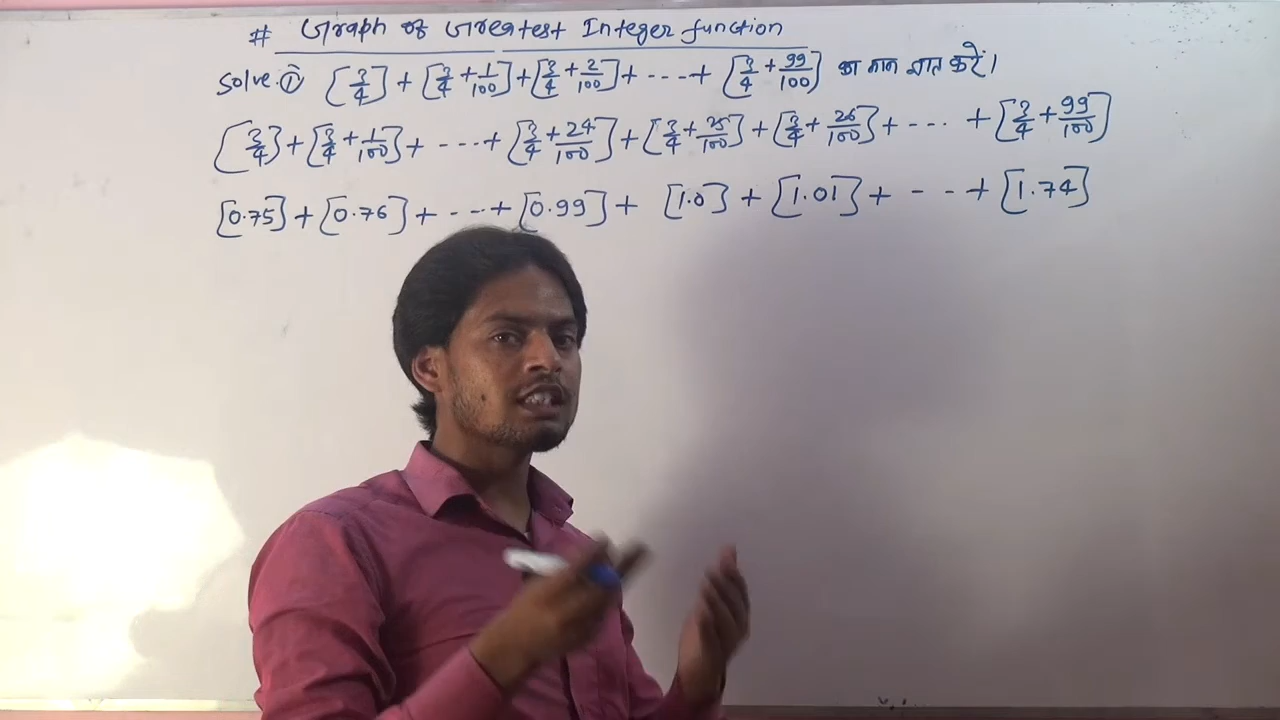 # Graph of Greatest Integer function
Solve. ① [3/4] + [3/4 + 1/100] + [3/4 + 2/100] + ---- + [3/4 + 99/100] का मान ज्ञात करें।
[3/4] + [3/4 + 1/100] + ---- + [3/4 + 24/100] + [3/4 + 25/100] + [3/4 + 26/100] + ---- + [3/4 + 99/100]
[0.75] + [0.76] + ---- + [0.99] + [1.0] + [1.01] + ---- + [1.74]